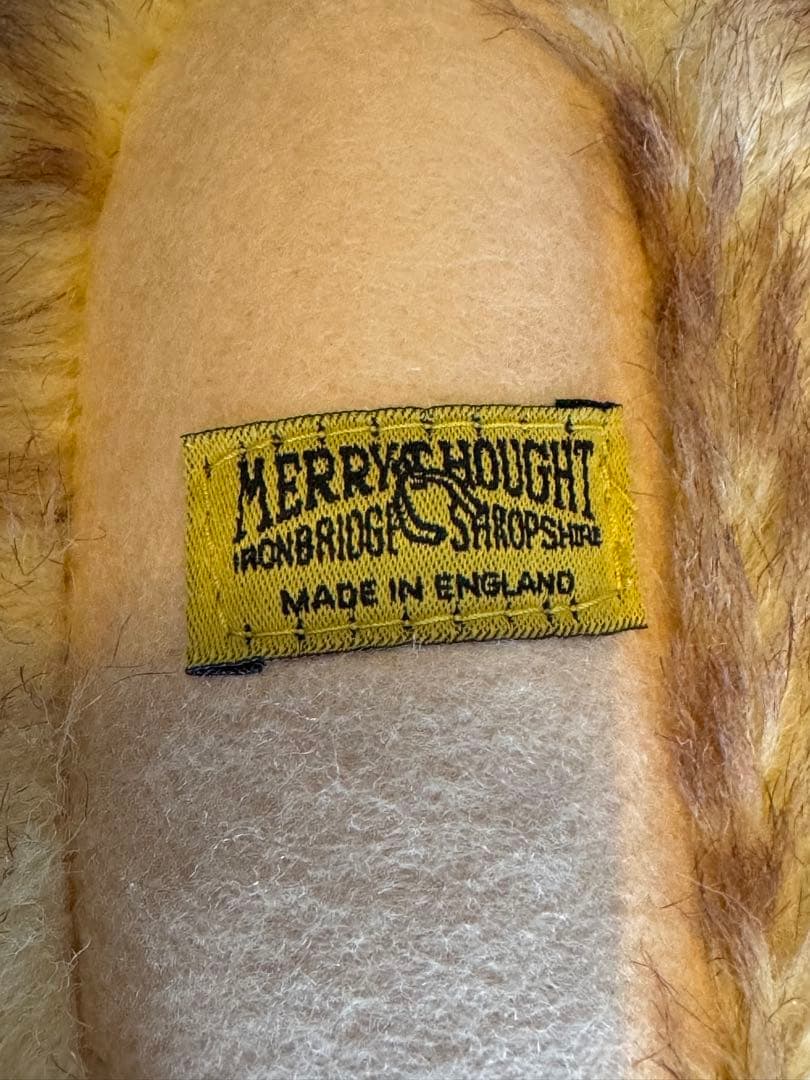 MERRYTHOUGHT
IRONBRIDGE SHROPSHIRE
MADE IN ENGLAND